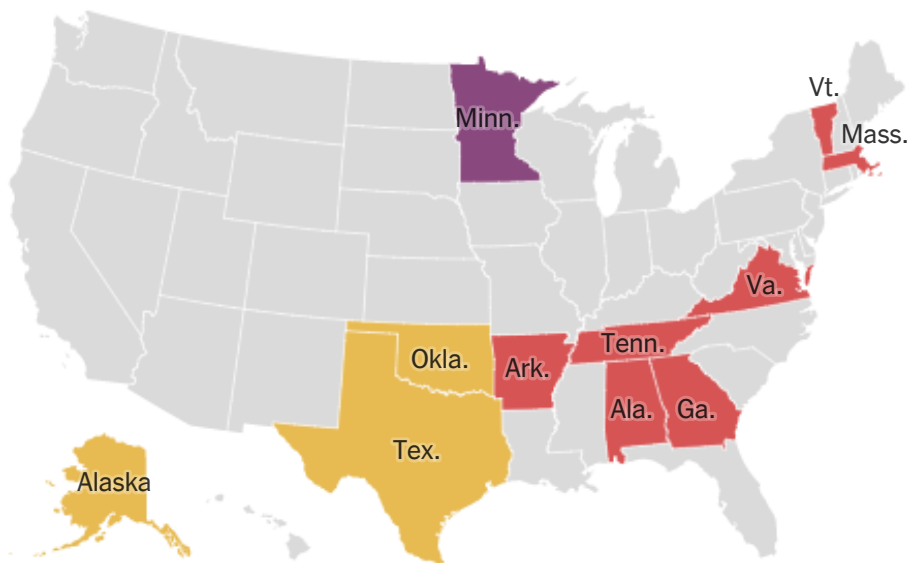 Vt.
Minn.
Mass.
Va.
Tenn.
Okla.
Ark.
Ala.
Ga.
Tex.
Alaska